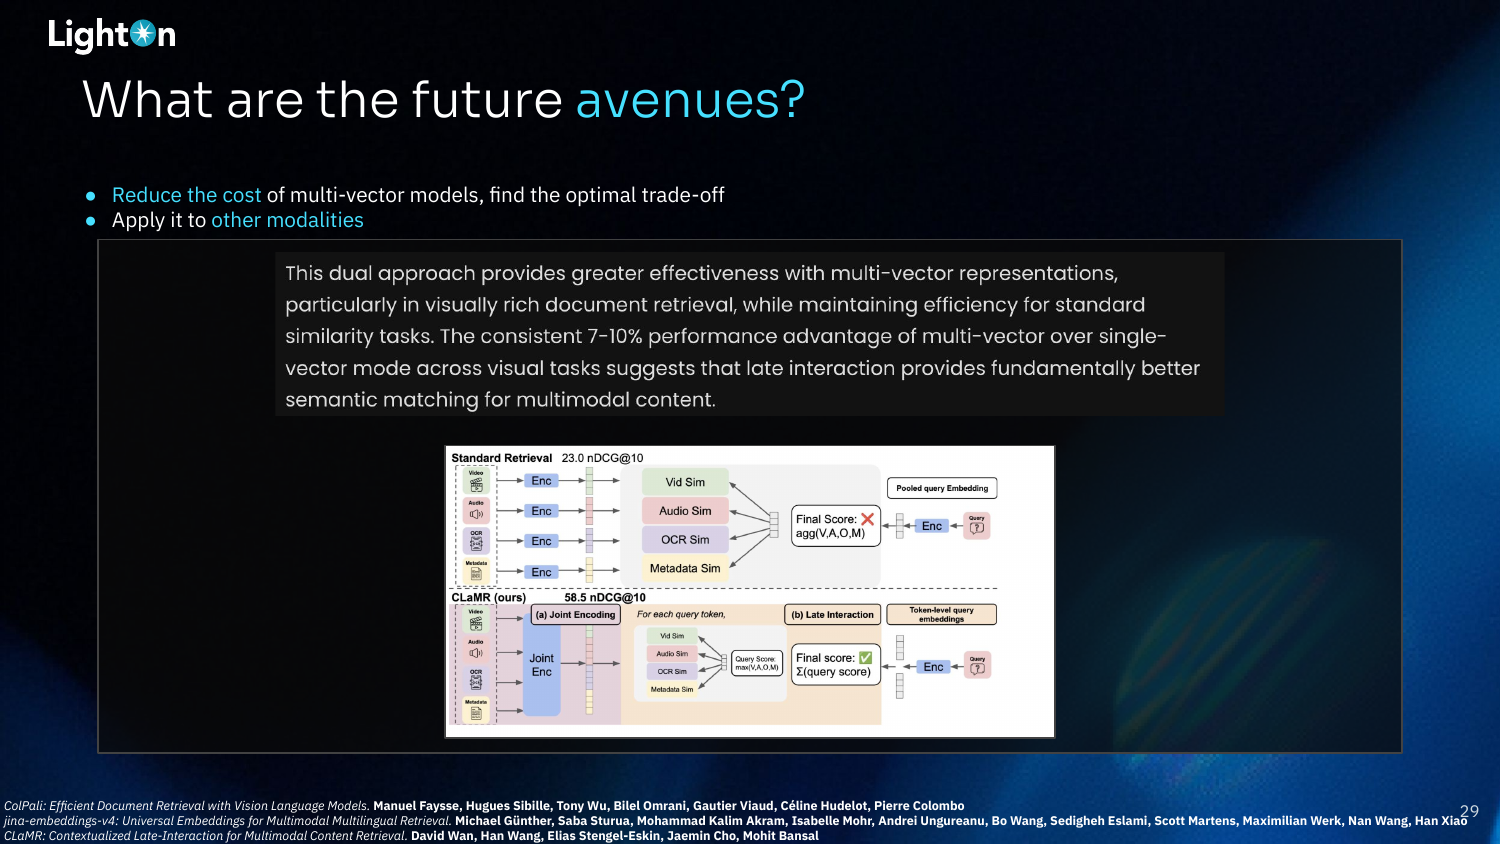 LightOn
What are the future avenues?
● Reduce the cost of multi-vector models, find the optimal trade-off
● Apply it to other modalities
This dual approach provides greater effectiveness with multi-vector representations,
particularly in visually rich document retrieval, while maintaining efficiency for standard
similarity tasks. The consistent 7-10% performance advantage of multi-vector over single-
vector mode across visual tasks suggests that late interaction provides fundamentally better
semantic matching for multimodal content.
Standard Retrieval 23.0 nDCG@10
Video
Enc
Vid Sim
Pooled query Embedding
Audio
Enc
Audio Sim
Final Score: ❌
agg(V,A,O,M)
Enc
Query
OCR
Enc
OCR Sim
Metadata
Enc
Metadata Sim
CLaMR (ours) 58.5 nDCG@10
Video
(a) Joint Encoding
For each query token,
(b) Late Interaction
Token-level query
embeddings
Vid Sim
Audio
Joint
Enc
Audio Sim
Query Score:
max(V,A,O,M)
Final score: ✅
Σ(query score)
Enc
Query
OCR
OCR Sim
Metadata
Metadata Sim
ColPali: Efficient Document Retrieval with Vision Language Models. Manuel Faysse, Hugues Sibille, Tony Wu, Bilel Omrani, Gautier Viaud, Céline Hudelot, Pierre Colombo
jina-embeddings-v4: Universal Embeddings for Multimodal Multilingual Retrieval. Michael Günther, Saba Sturua, Mohammad Kalim Akram, Isabelle Mohr, Andrei Ungureanu, Bo Wang, Sedigheh Eslami, Scott Martens, Maximilian Werk, Nan Wang, Han Xiao
CLaMR: Contextualized Late-Interaction for Multimodal Content Retrieval. David Wan, Han Wang, Elias Stengel-Eskin, Jaemin Cho, Mohit Bansal
29